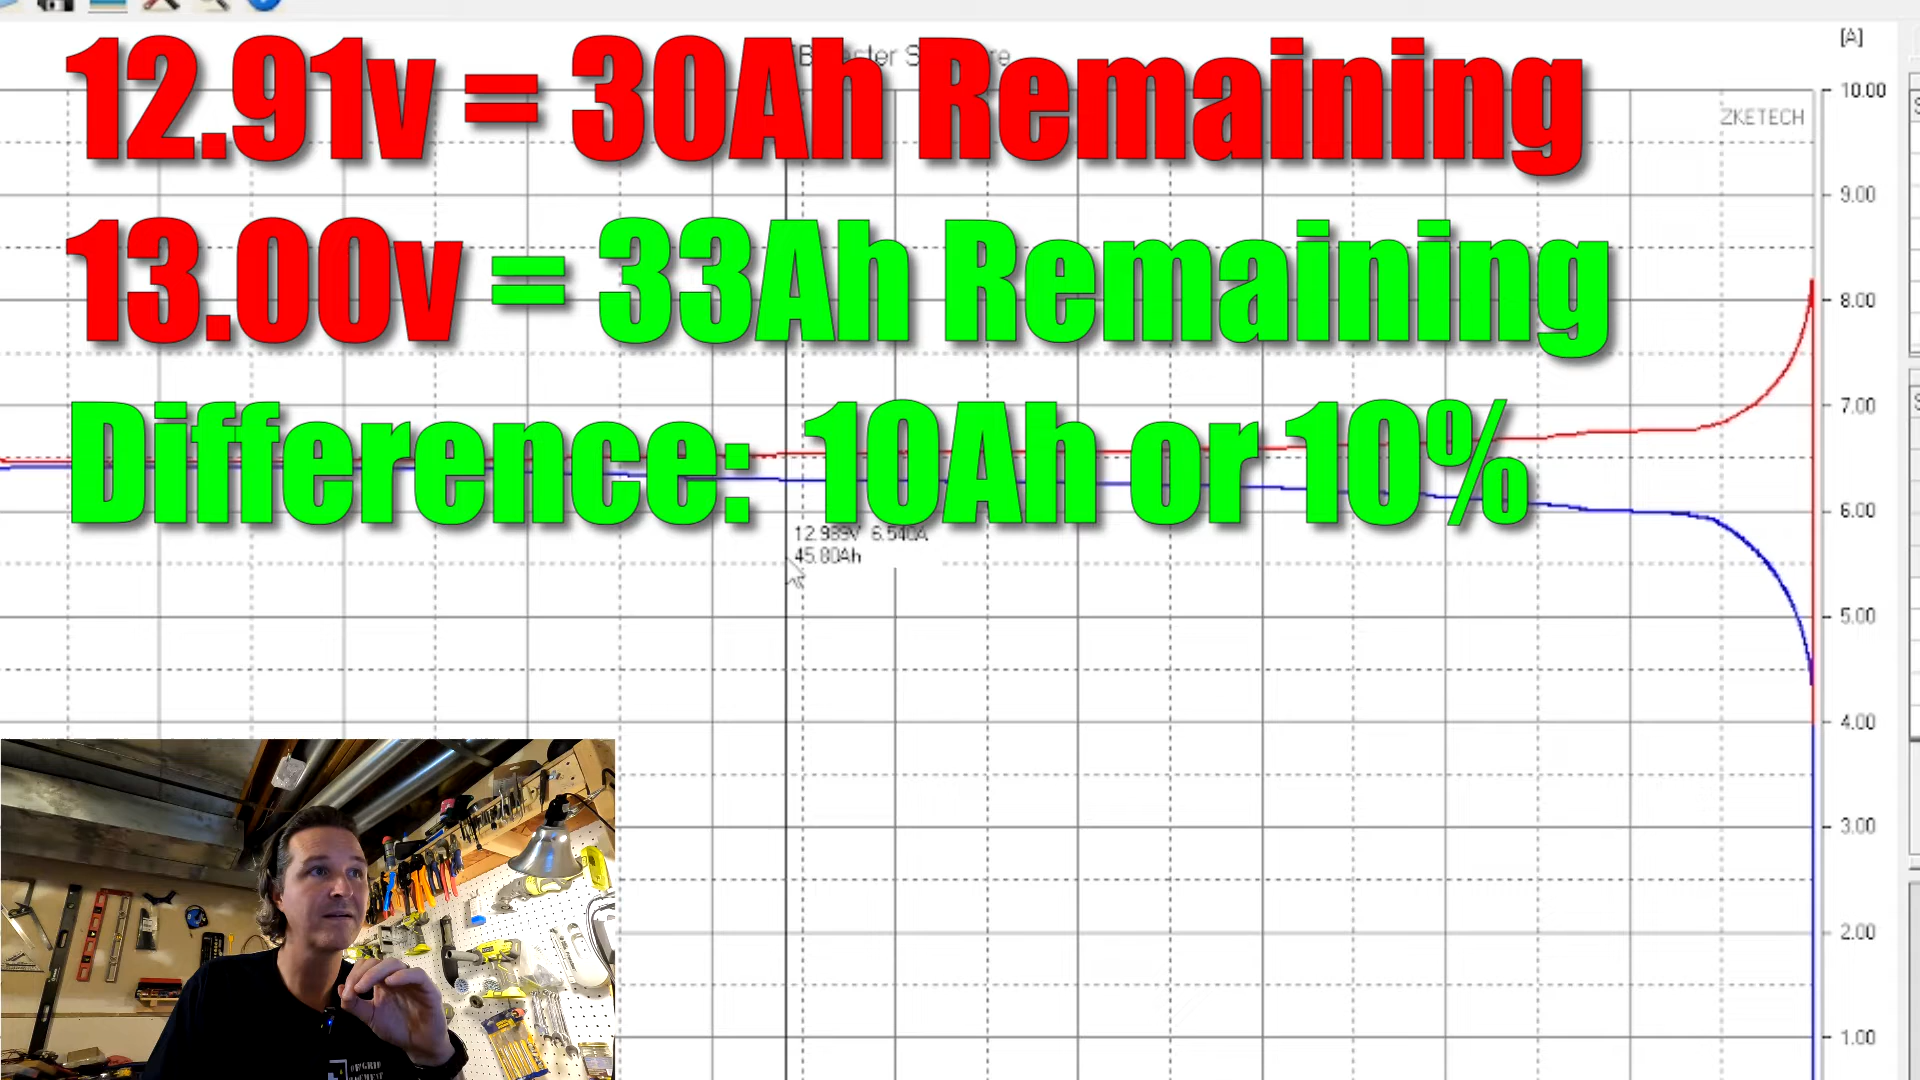 [A]
12.91v = 30Ah Remaining
10.00
ZKETECH
9.00
13.00v = 33Ah Remaining
8.00
7.00
Difference: 10Ah or 10%
6.00
12.989V 6.540A
45.80Ah
5.00
4.00
3.00
2.00
1.00